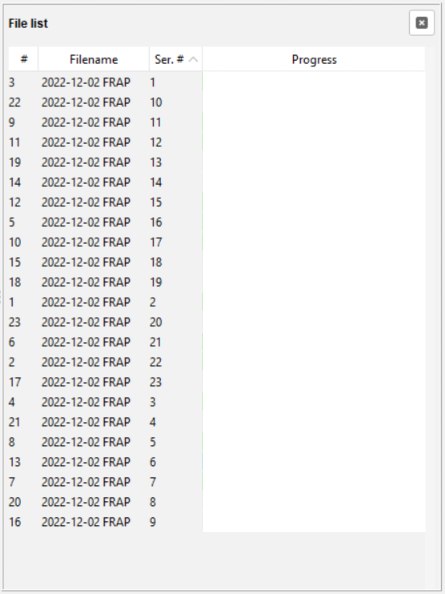 File list
# Filename Ser. # Progress
3 2022-12-02 FRAP 1
22 2022-12-02 FRAP 10
9 2022-12-02 FRAP 11
11 2022-12-02 FRAP 12
19 2022-12-02 FRAP 13
14 2022-12-02 FRAP 14
12 2022-12-02 FRAP 15
5 2022-12-02 FRAP 16
10 2022-12-02 FRAP 17
15 2022-12-02 FRAP 18
18 2022-12-02 FRAP 19
1 2022-12-02 FRAP 2
23 2022-12-02 FRAP 20
6 2022-12-02 FRAP 21
2 2022-12-02 FRAP 22
17 2022-12-02 FRAP 23
4 2022-12-02 FRAP 3
21 2022-12-02 FRAP 4
8 2022-12-02 FRAP 5
13 2022-12-02 FRAP 6
7 2022-12-02 FRAP 7
20 2022-12-02 FRAP 8
16 2022-12-02 FRAP 9